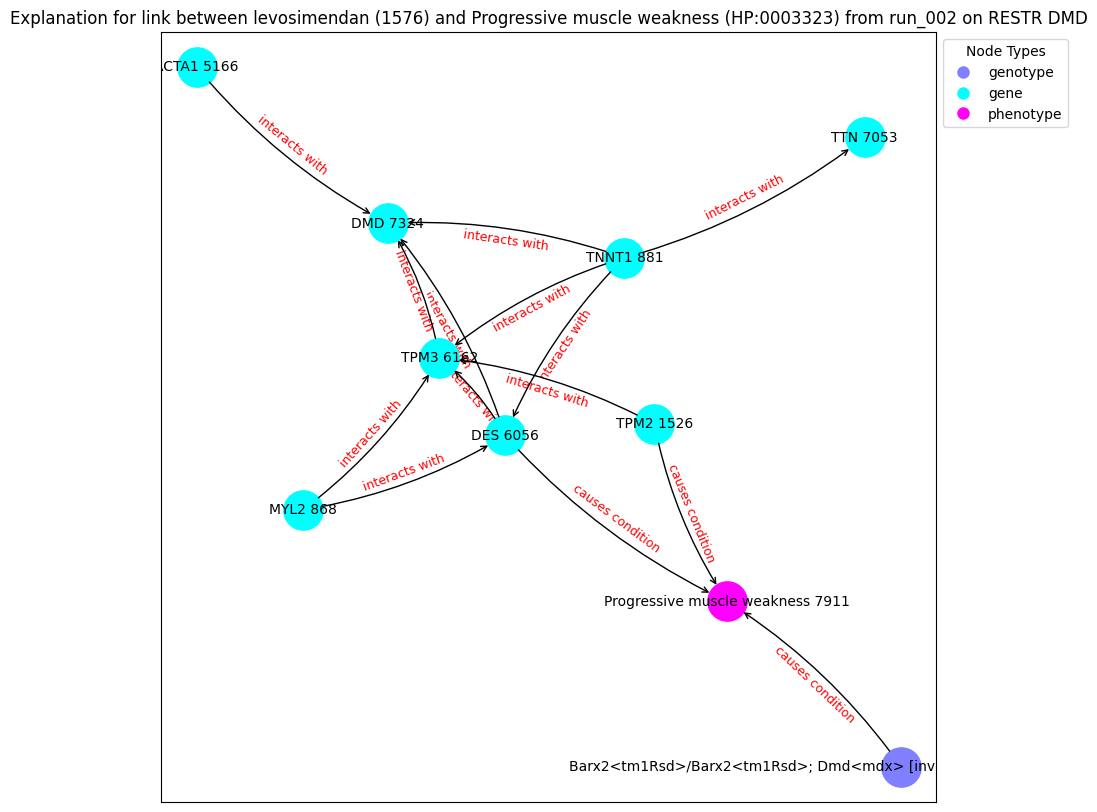 Explanation for link between levosimendan (1576) and Progressive muscle weakness (HP:0003323) from run_002 on RESTR DMD
Node Types
genotype
gene
phenotype
CTA1 5166
interacts with
TTN 7053
interacts with
DMD 7324
interacts with
TNNT1 881
interacts with
interacts with
interacts with
interacts with
TPM3 6162
interacts with
interacts with
interacts with
TPM2 1526
DES 6056
interacts with
causes condition
causes condition
MYL2 868
Progressive muscle weakness 7911
causes condition
Barx2<tm1Rsd>/Barx2<tm1Rsd>; Dmd<mdx> [inv